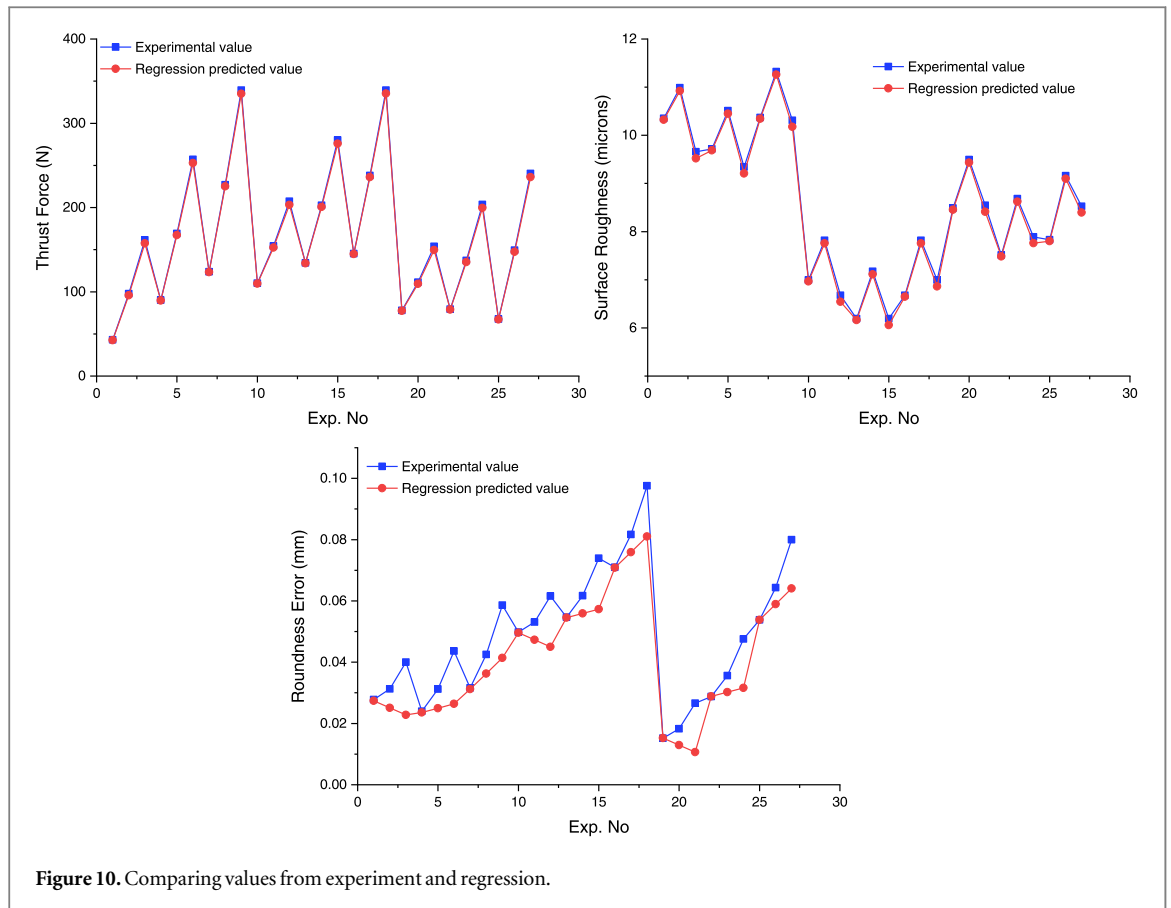 400
300
200
100
0
Thrust Force (N)
Experimental value
Regression predicted value
0 5 10 15 20 25 30
Exp. No
12
10
8
6
Surface Roughness (microns)
Experimental value
Regression predicted value
0 5 10 15 20 25 30
Exp. No
0.10
0.08
0.06
0.04
0.02
0.00
Roundness Error (mm)
Experimental value
Regression predicted value
0 5 10 15 20 25 30
Exp. No
Figure 10. Comparing values from experiment and regression.